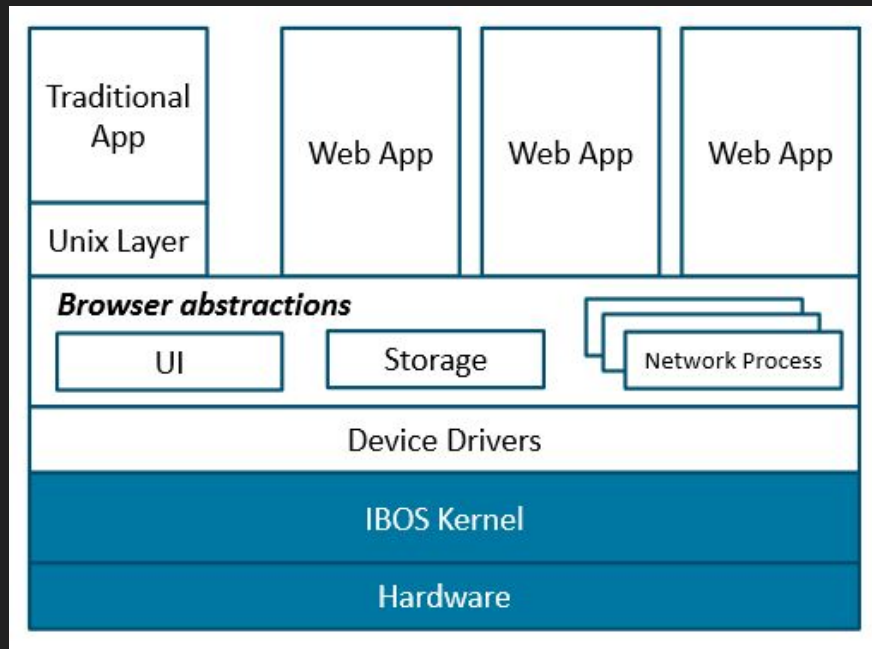 Traditional
App
Web App
Web App
Web App
Unix Layer
Browser abstractions
UI
Storage
Network Process
Device Drivers
IBOS Kernel
Hardware